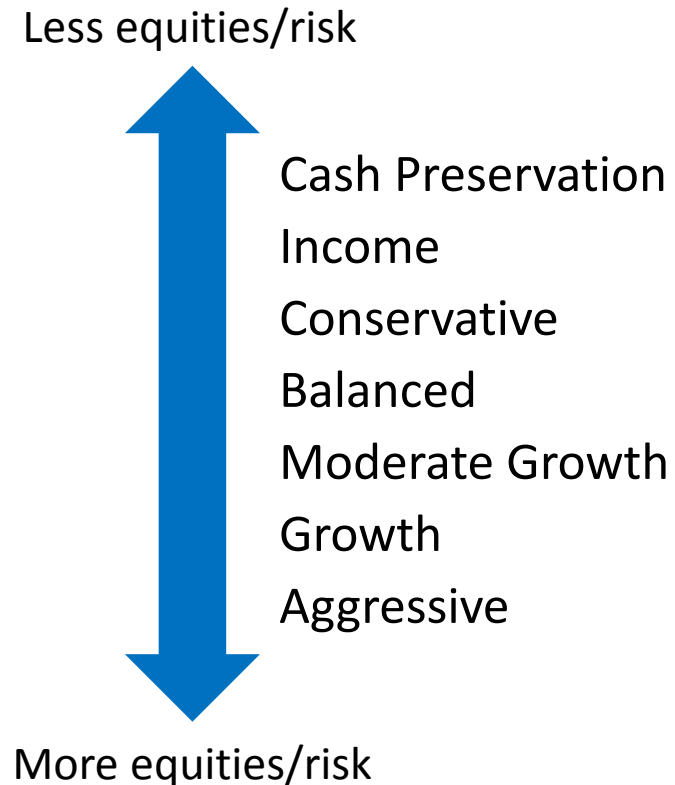 Less equities/risk
Cash Preservation
Income
Conservative
Balanced
Moderate Growth
Growth
Aggressive
More equities/risk